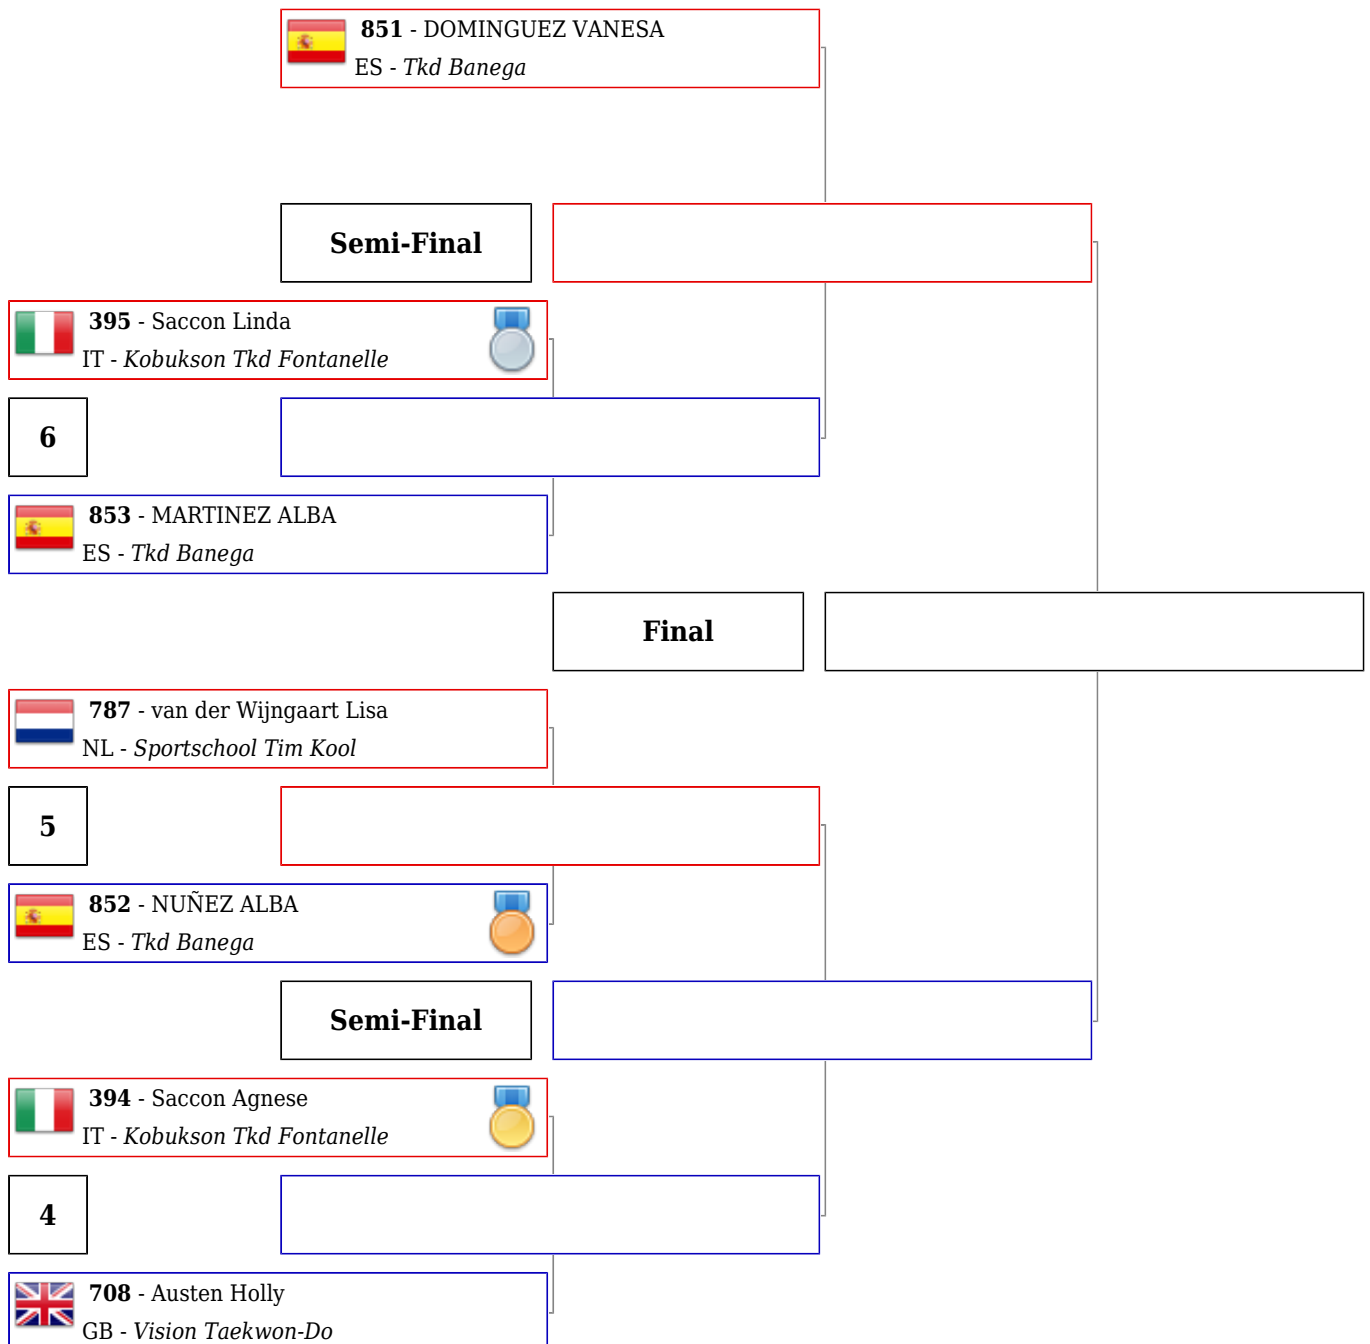 851 - DOMINGUEZ VANESA
ES - Tkd Banega
Semi-Final
395 - Saccon Linda
IT - Kobukson Tkd Fontanelle
6
853 - MARTINEZ ALBA
ES - Tkd Banega
Final
787 - van der Wijngaart Lisa
NL - Sportschool Tim Kool
5
852 - NUÑEZ ALBA
ES - Tkd Banega
Semi-Final
394 - Saccon Agnese
IT - Kobukson Tkd Fontanelle
4
708 - Austen Holly
GB - Vision Taekwon-Do